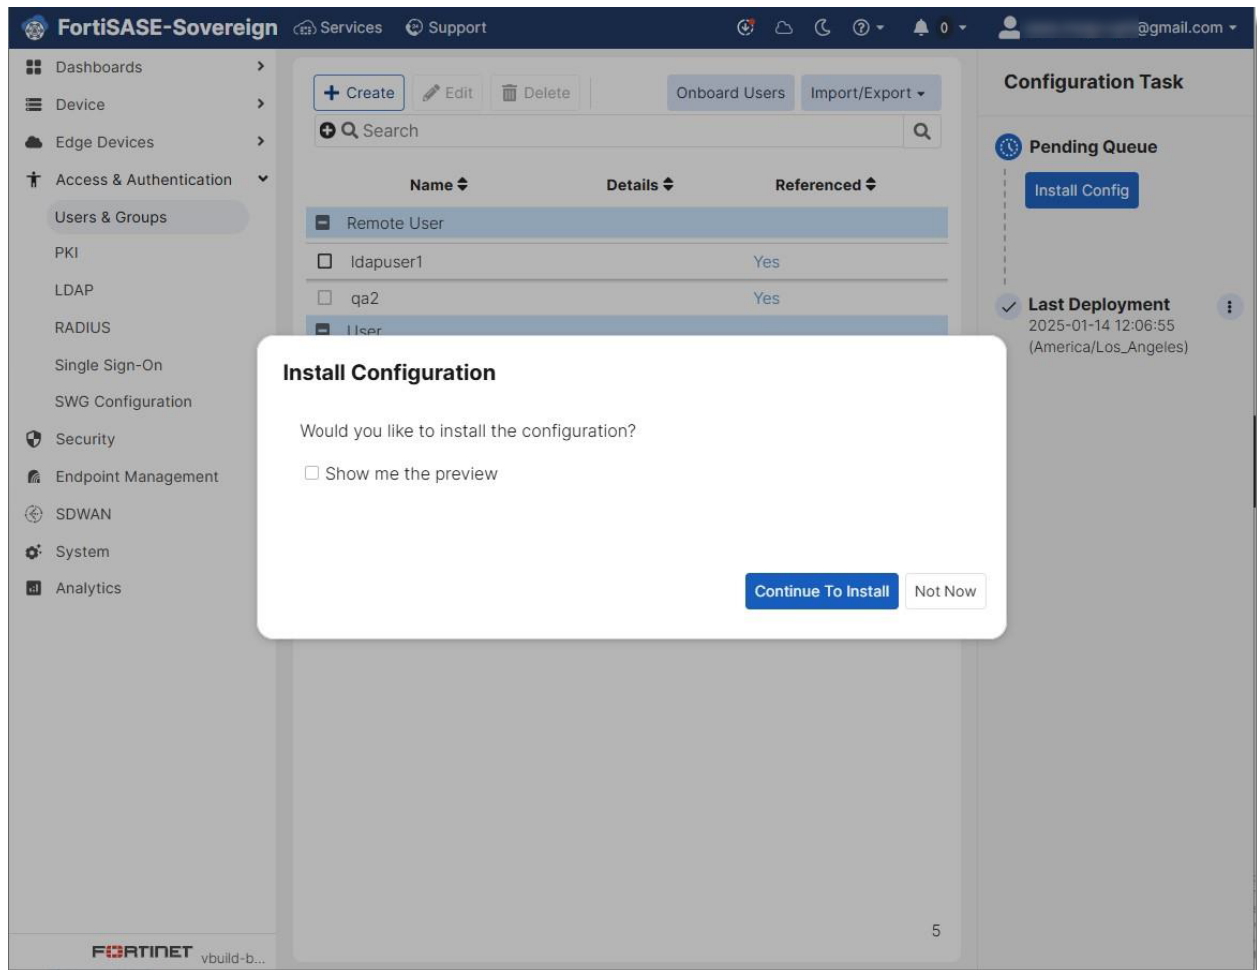 FortiSASE-Sovereign Services Support 0 @gmail.com
Dashboards
Device
Edge Devices
Access & Authentication
Users & Groups
PKI
LDAP
RADIUS
Single Sign-On
SWG Configuration
Security
Endpoint Management
SDWAN
System
Analytics
FORTINET vbuild-b...
Create Edit Delete Onboard Users Import/Export
Search
Name Details Referenced
Remote User
ldapuser1 Yes
qa2 Yes
User
Install Configuration
Would you like to install the configuration?
Show me the preview
Continue To Install Not Now
5
Configuration Task
Pending Queue
Install Config
Last Deployment
2025-01-14 12:06:55
(America/Los_Angeles)